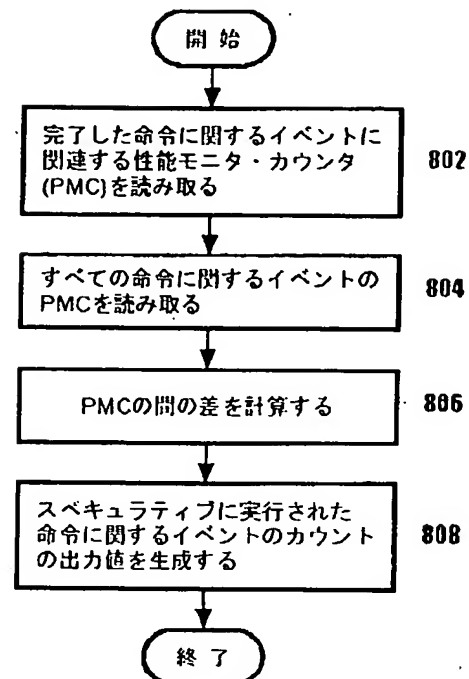 開始
完了した命令に関するイベントに
関連する性能モニタ・カウンタ
(PMC)を読み取る
802
すべての命令に関するイベントの
PMCを読み取る
804
PMCの間の差を計算する
806
スペキュラティブに実行された
命令に関するイベントのカウント
の出力値を生成する
808
終了